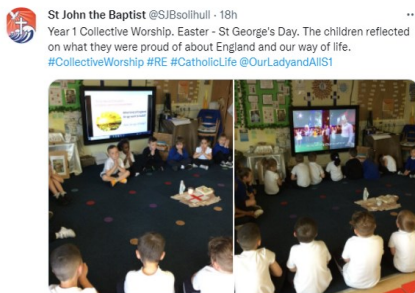 St John the Baptist @SJBsolihull · 18h
Year 1 Collective Worship. Easter - St George's Day. The children reflected
on what they were proud of about England and our way of life.
#CollectiveWorship #RE #CatholicLife @OurLadyandAllS1